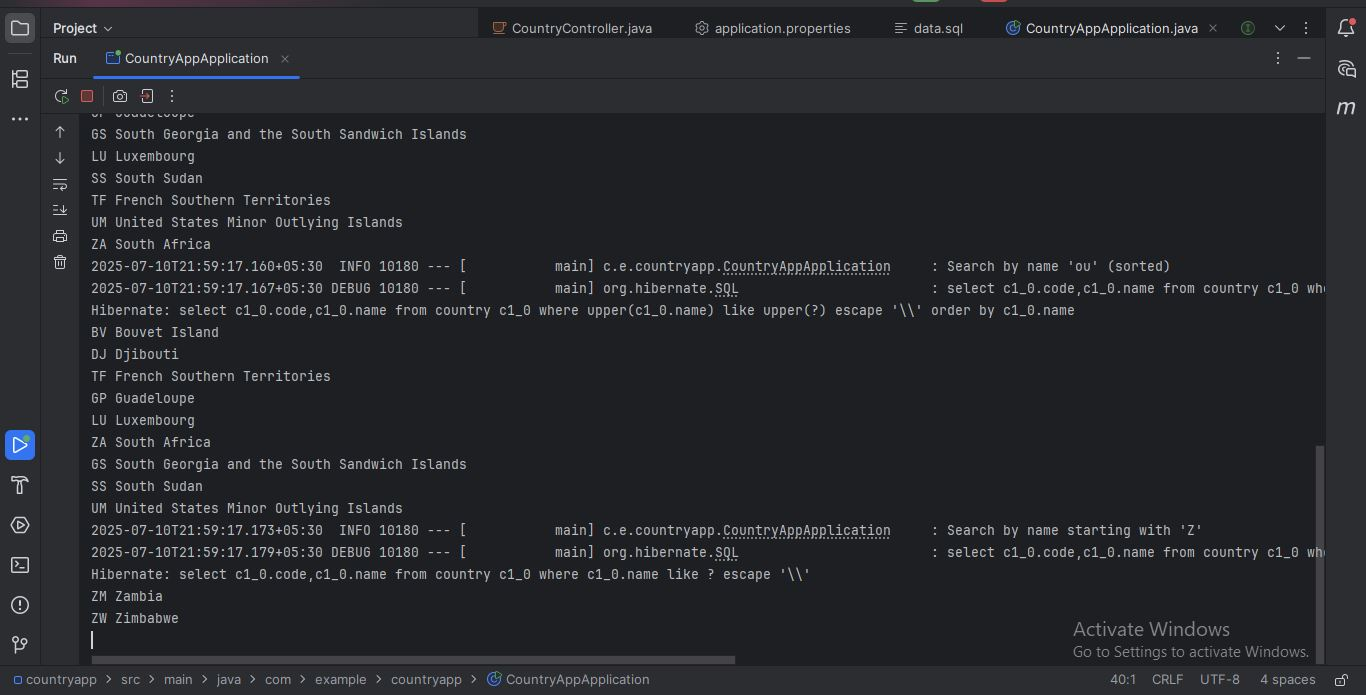 Project
CountryController.java
application.properties
data.sql
CountryAppApplication.java
Run
CountryAppApplication
GS South Georgia and the South Sandwich Islands
LU Luxembourg
SS South Sudan
TF French Southern Territories
UM United States Minor Outlying Islands
ZA South Africa
2025-07-10T21:59:17.160+05:30  INFO 10180 --- [           main] c.e.countryapp.CountryAppApplication     : Search by name 'ou' (sorted)
2025-07-10T21:59:17.167+05:30 DEBUG 10180 --- [           main] org.hibernate.SQL                        : select c1_0.code,c1_0.name from country c1_0
Hibernate: select c1_0.code,c1_0.name from country c1_0 where upper(c1_0.name) like upper(?) escape '\\' order by c1_0.name
BV Bouvet Island
DJ Djibouti
TF French Southern Territories
GP Guadeloupe
LU Luxembourg
ZA South Africa
GS South Georgia and the South Sandwich Islands
SS South Sudan
UM United States Minor Outlying Islands
2025-07-10T21:59:17.173+05:30  INFO 10180 --- [           main] c.e.countryapp.CountryAppApplication     : Search by name starting with 'Z'
2025-07-10T21:59:17.179+05:30 DEBUG 10180 --- [           main] org.hibernate.SQL                        : select c1_0.code,c1_0.name from country c1_0
Hibernate: select c1_0.code,c1_0.name from country c1_0 where c1_0.name like ? escape '\\'
ZM Zambia
ZW Zimbabwe
Activate Windows
Go to Settings to activate Windows.
countryapp > src > main > java > com > example > countryapp > CountryAppApplication
40:1 CRLF UTF-8 4 spaces